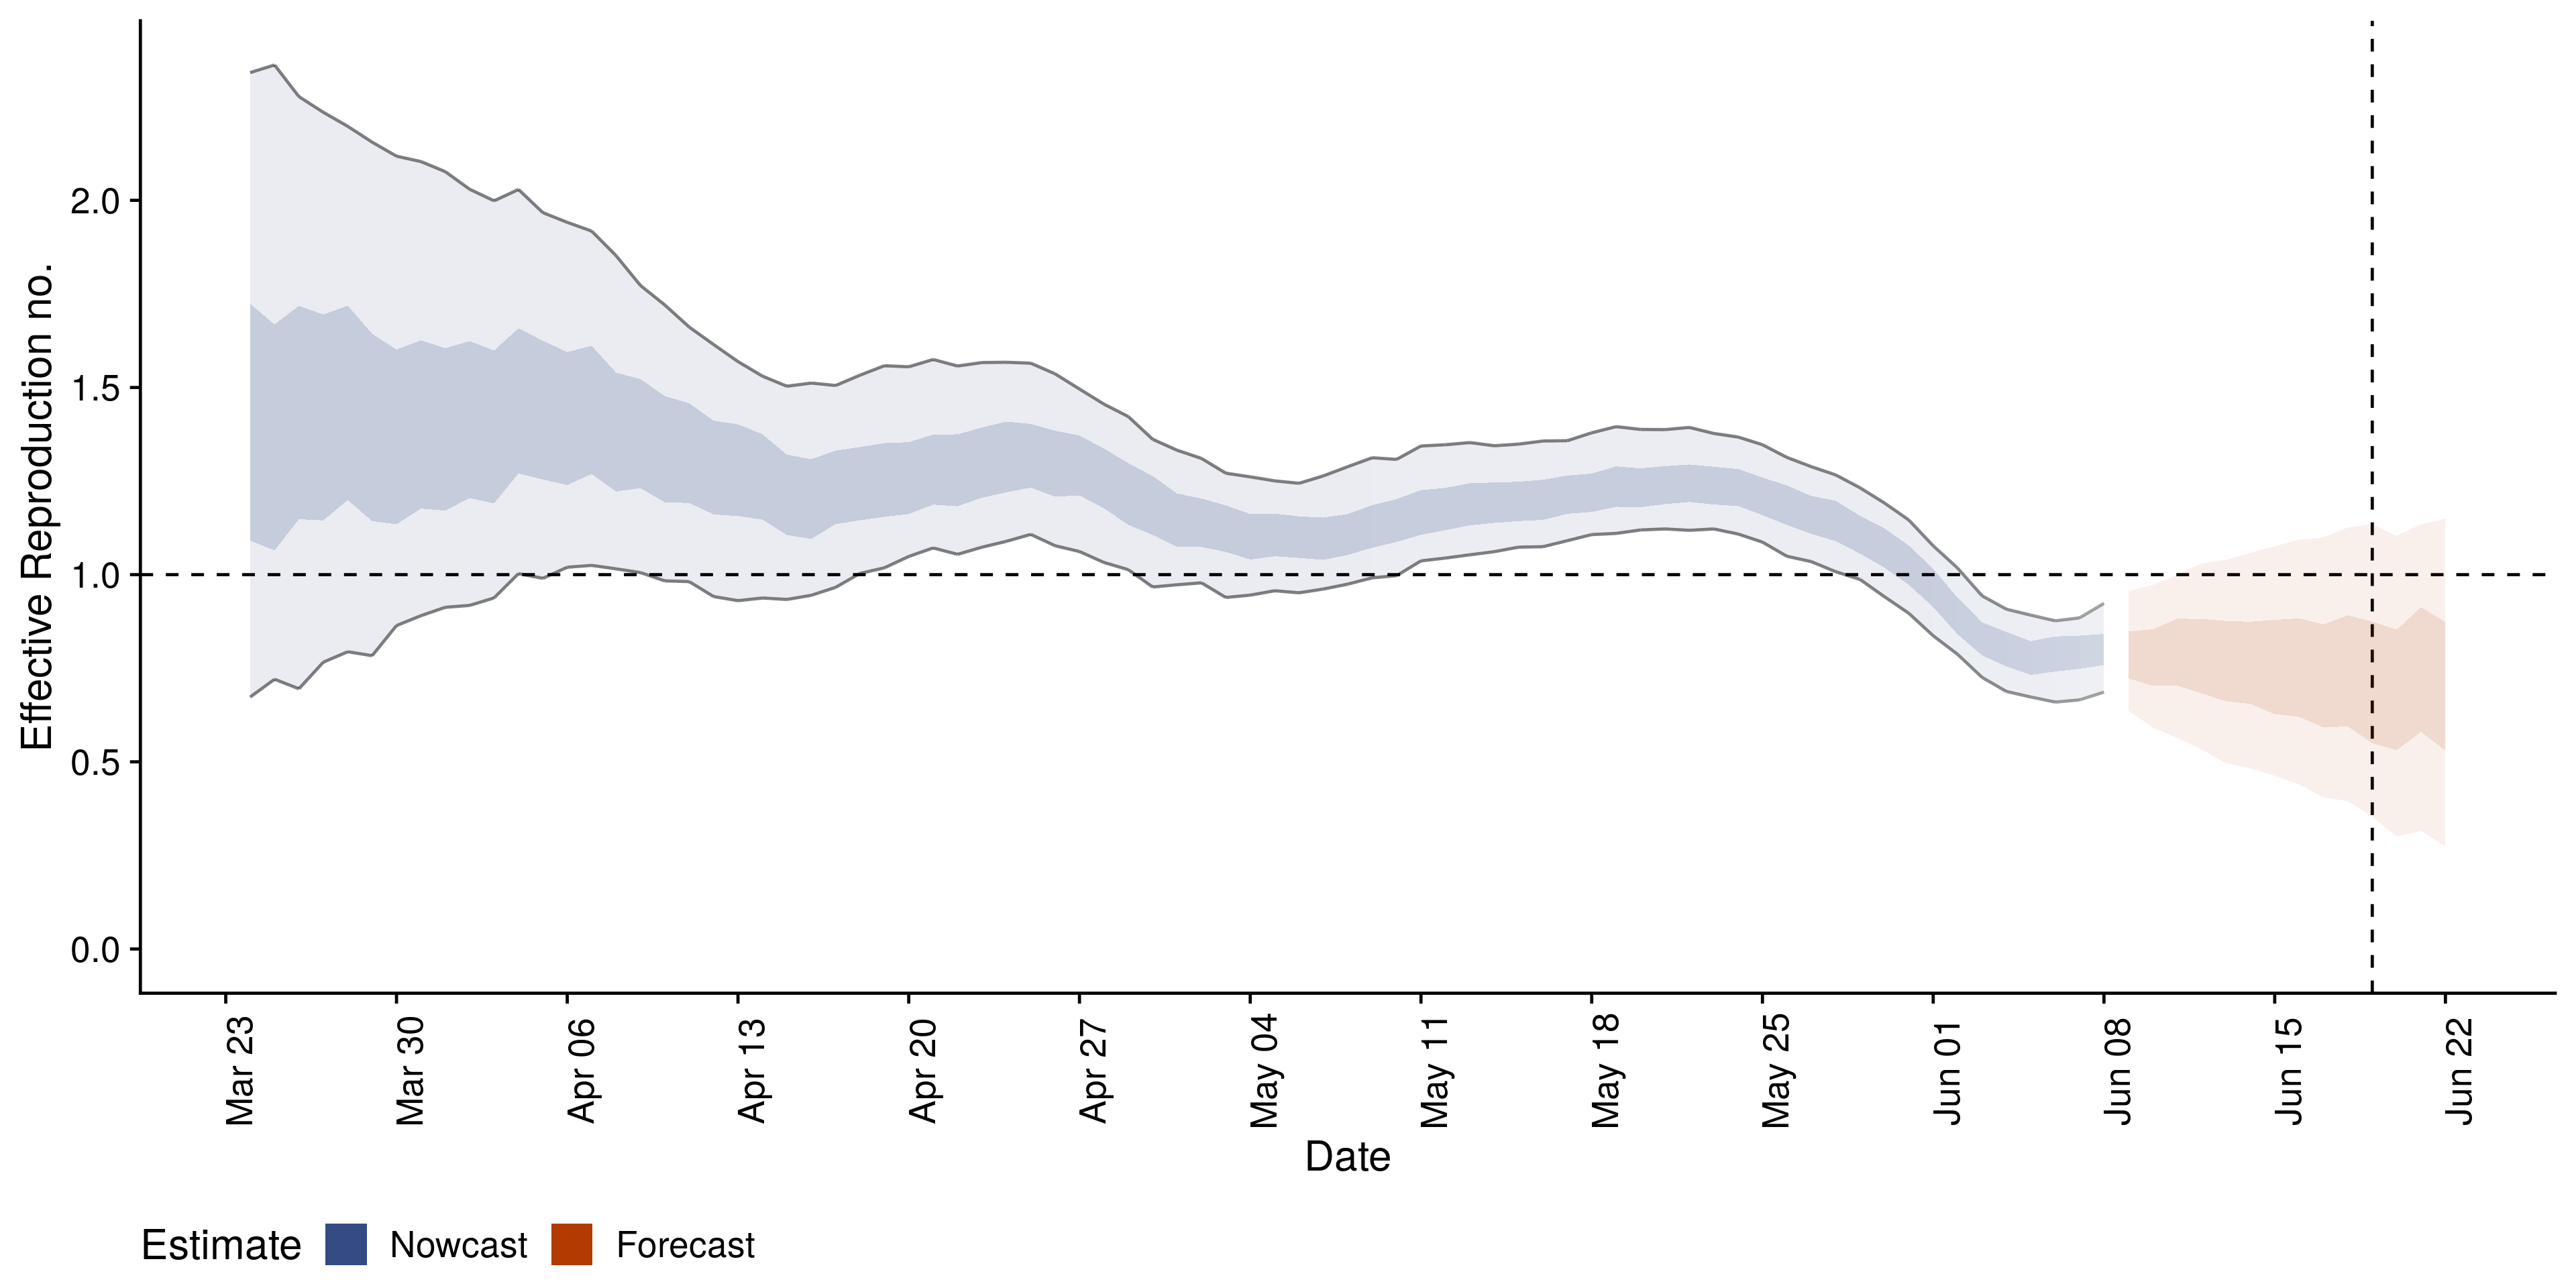 Effective Reproduction no.
2.0
1.5
1.0
0.5
0.0
Mar 23
Mar 30
Apr 06
Apr 13
Apr 20
Apr 27
May 04
May 11
May 18
May 25
Jun 01
Jun 08
Jun 15
Jun 22
Date
Estimate Nowcast Forecast